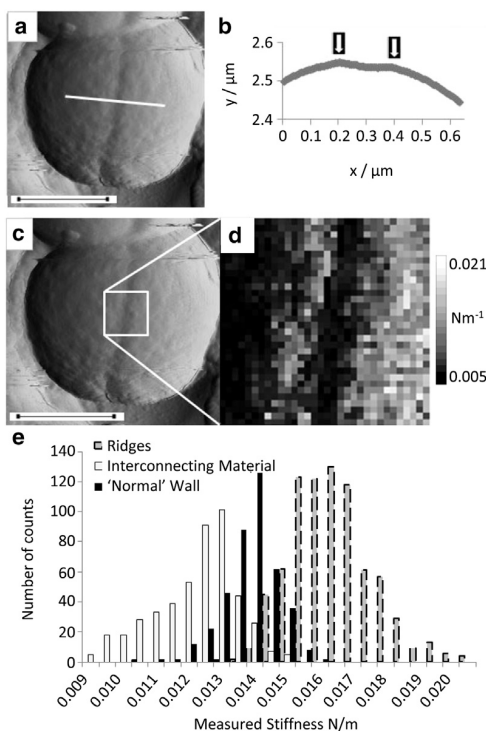 a
b
2.6
2.5
2.4
y / µm
0 0.1 0.2 0.3 0.4 0.5 0.6
x / µm
c
d
0.021
Nm-1
0.005
e
Ridges
Interconnecting Material
'Normal' Wall
140
120
100
80
60
40
20
0
Number of counts
0.009 0.010 0.011 0.012 0.013 0.014 0.015 0.016 0.017 0.018 0.019 0.020
Measured Stiffness N/m